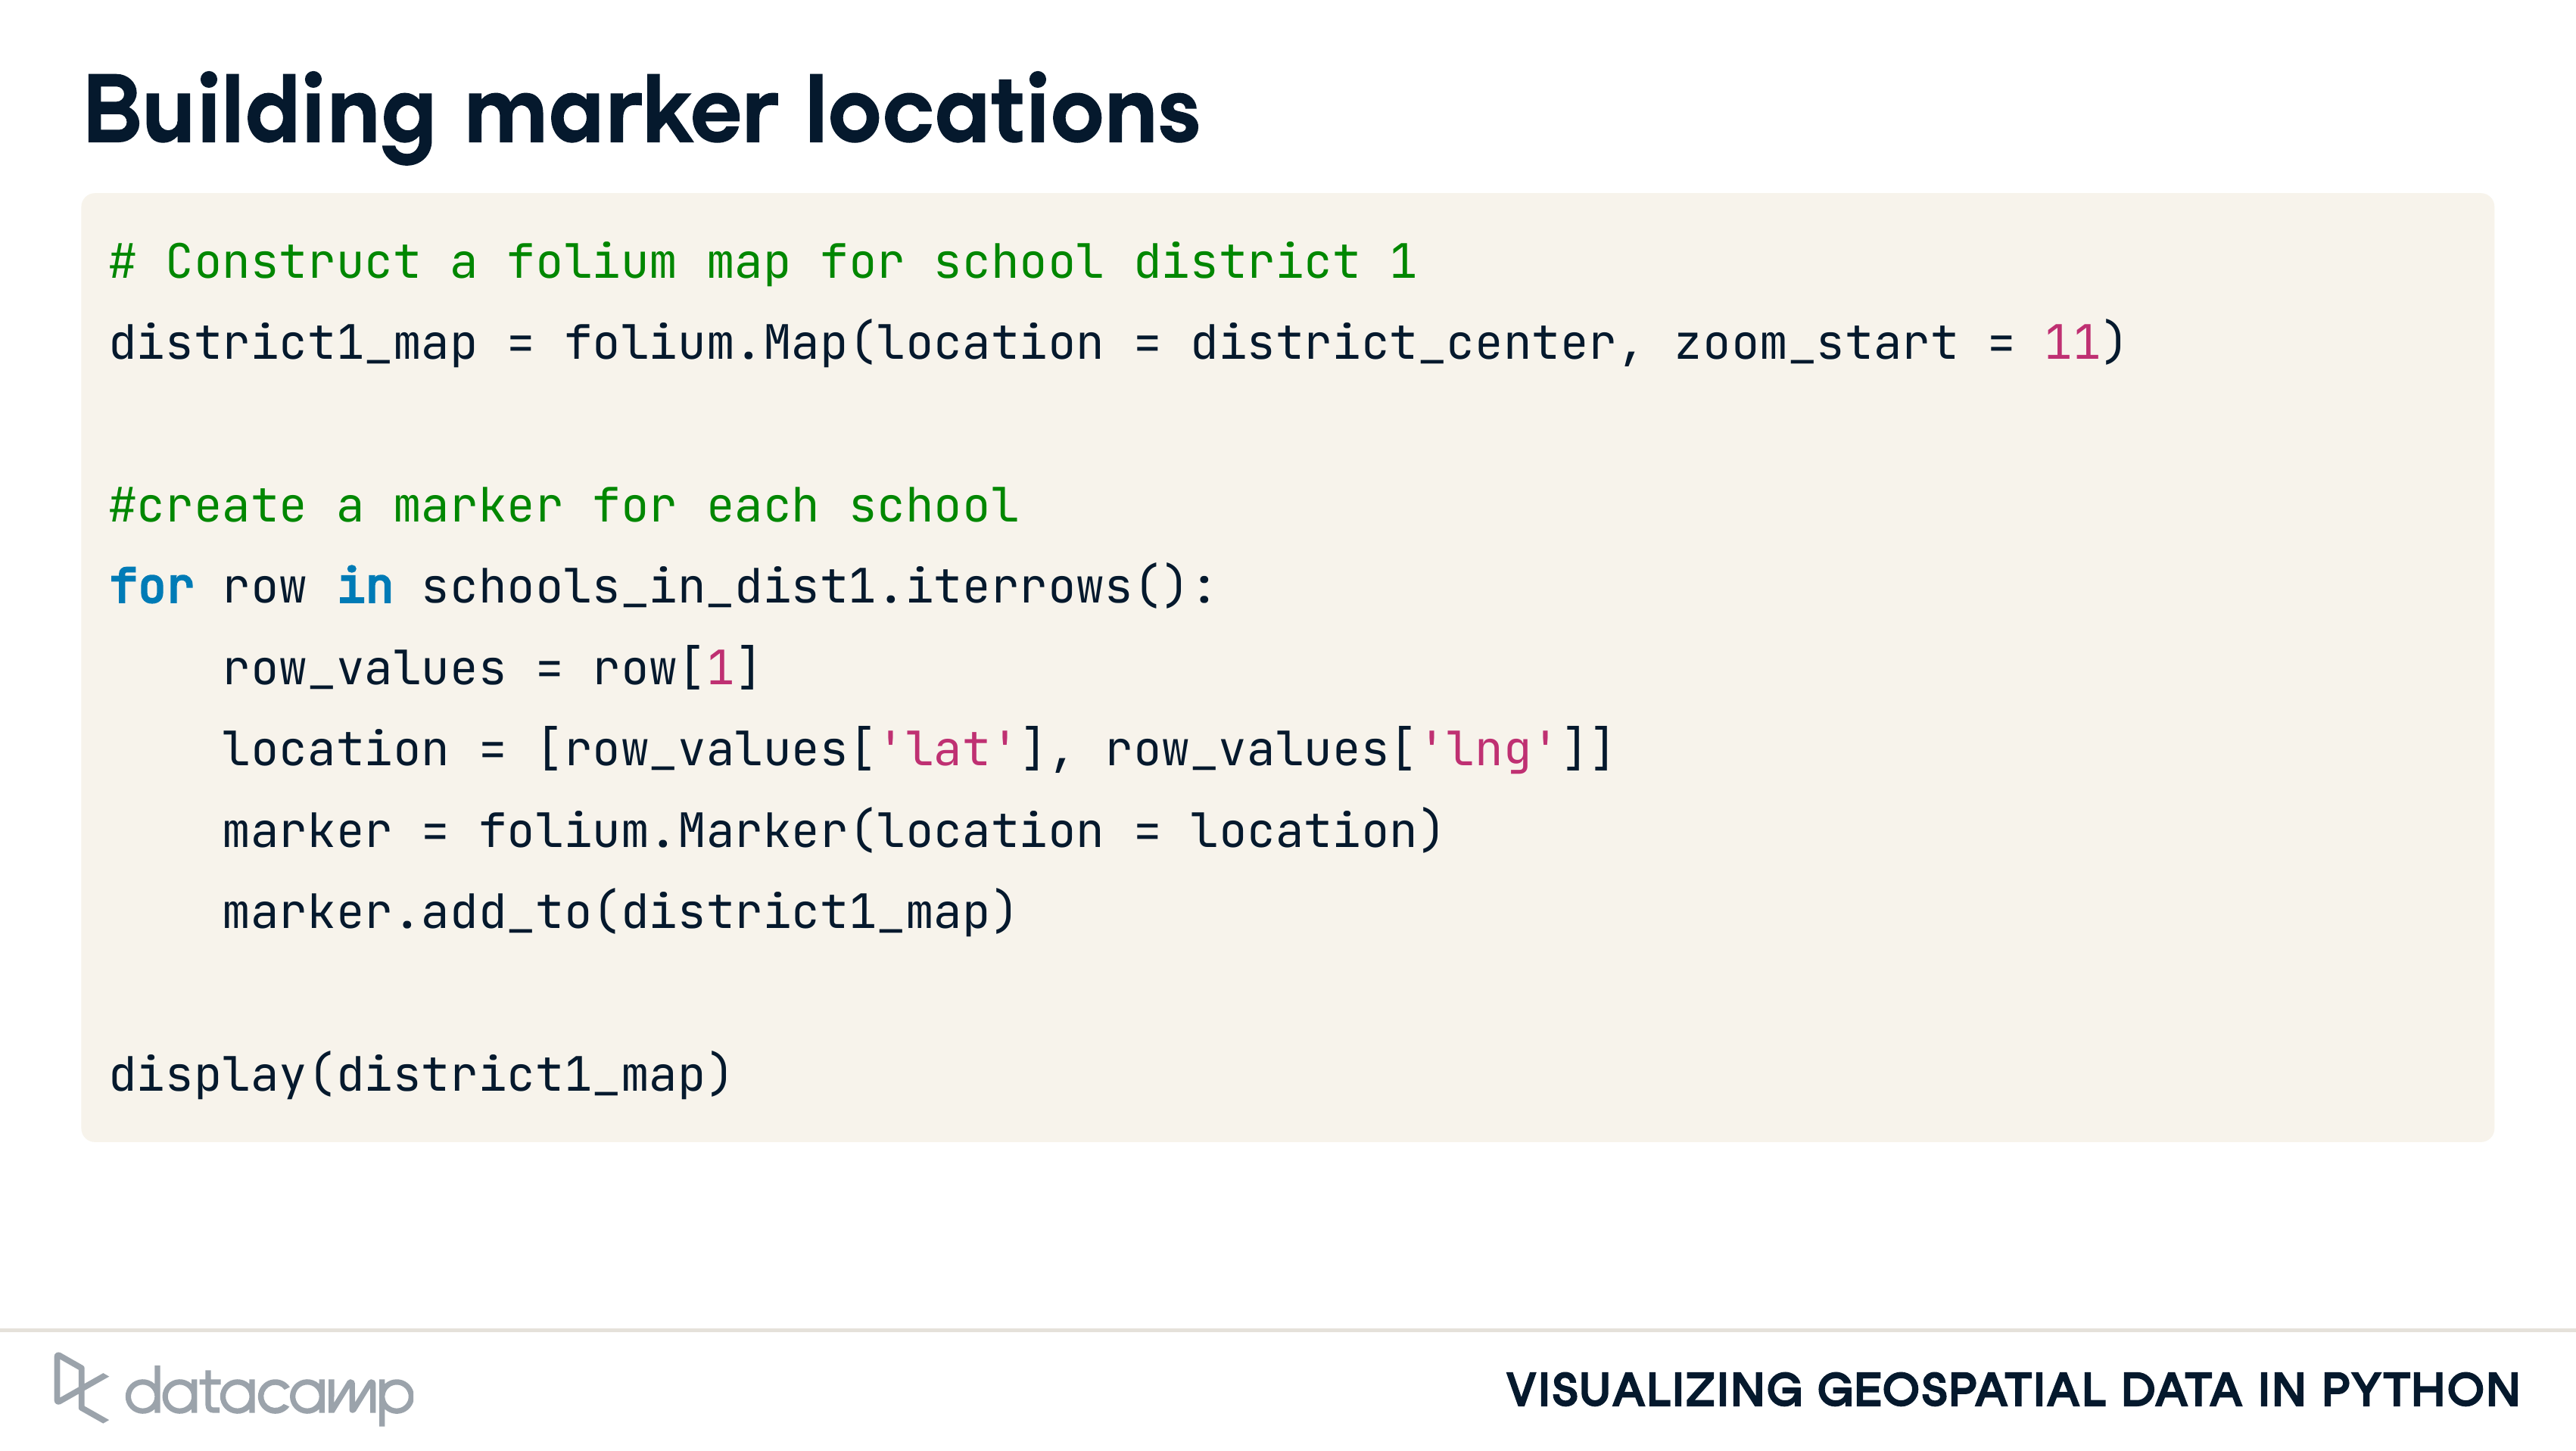 Building marker locations
# Construct a folium map for school district 1
district1_map = folium.Map(location = district_center, zoom_start = 11)
#create a marker for each school
for row in schools_in_dist1.iterrows():
    row_values = row[1]
    location = [row_values['lat'], row_values['lng']]
    marker = folium.Marker(location = location)
    marker.add_to(district1_map)
display(district1_map)
datacamp
VISUALIZING GEOSPATIAL DATA IN PYTHON